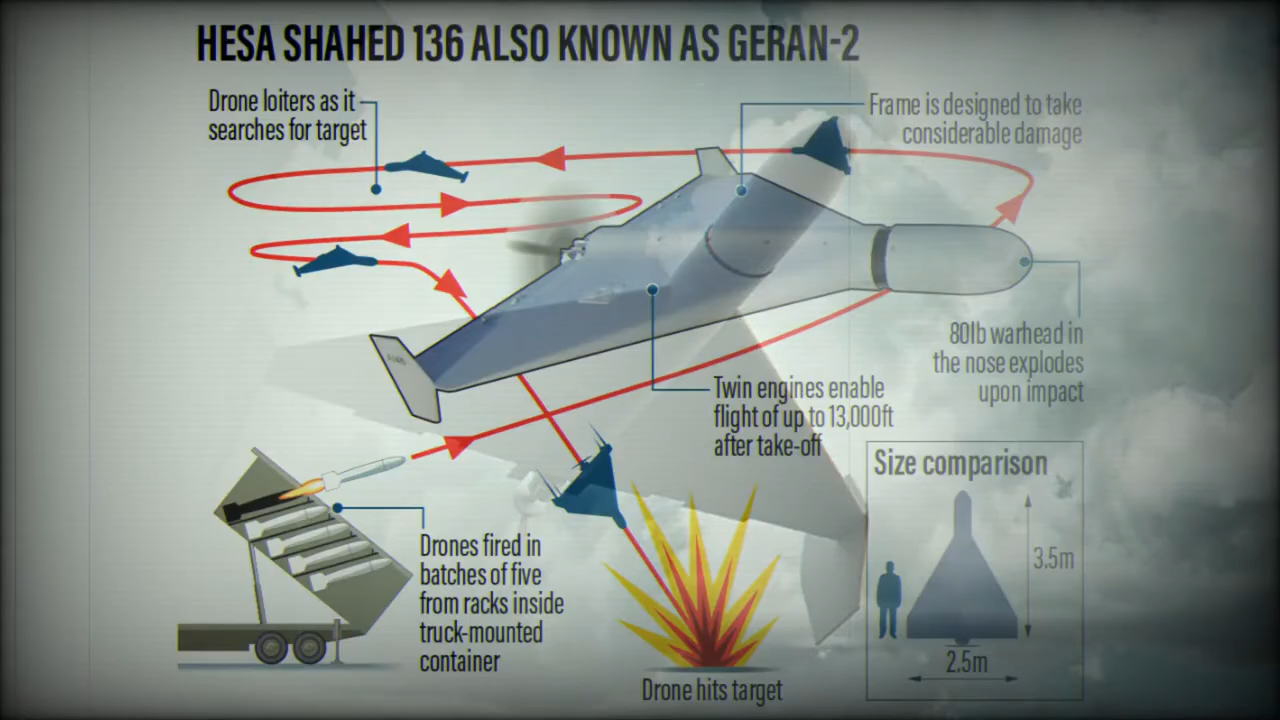 HESA SHAHED 136 ALSO KNOWN AS GERAN-2
Drone loiters as it
searches for target
Frame is designed to take
considerable damage
80lb warhead in
the nose explodes
upon impact
Twin engines enable
flight of up to 13,000ft
after take-off
Drones fired in
batches of five
from racks inside
truck-mounted
container
Drone hits target
Size comparison
3.5m
2.5m